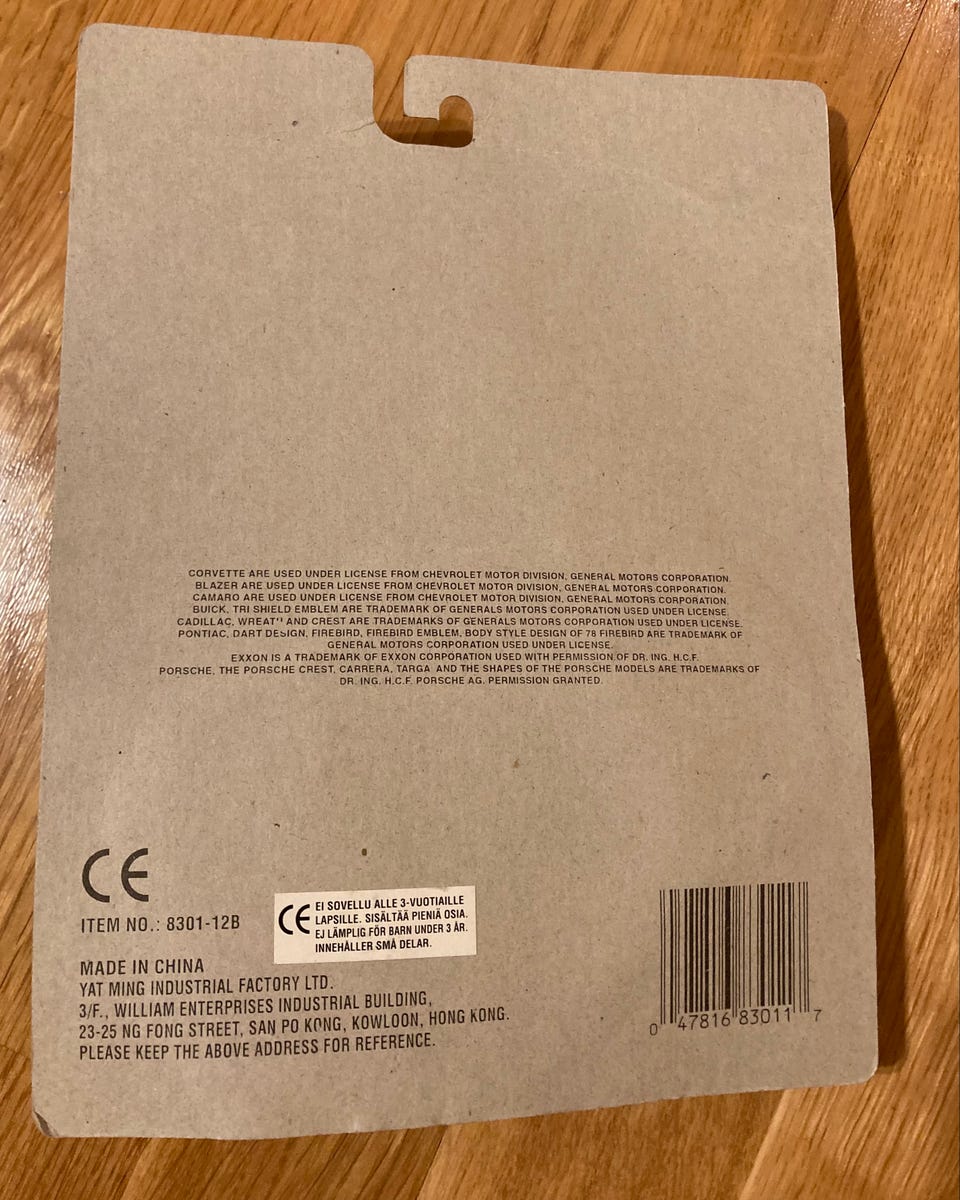 CORVETTE ARE USED UNDER LICENSE FROM CHEVROLET MOTOR DIVISION, GENERAL MOTORS CORPORATION.
BLAZER ARE USED UNDER LICENSE FROM CHEVROLET MOTOR DIVISION, GENERAL MOTORS CORPORATION.
CAMARO ARE USED UNDER LICENSE FROM CHEVROLET MOTOR DIVISION, GENERAL MOTORS CORPORATION.
BUICK, TRI SHIELD EMBLEM ARE TRADEMARK OF GENERALS MOTORS CORPORATION USED UNDER LICENSE.
CADILLAC, WREATH AND CREST ARE TRADEMARKS OF GENERALS MOTORS CORPORATION USED UNDER LICENSE.
PONTIAC, DART DESIGN, FIREBIRD, FIREBIRD EMBLEM, BODY STYLE DESIGN OF 78 FIREBIRD ARE TRADEMARK OF
GENERAL MOTORS CORPORATION USED UNDER LICENSE.
EXXON IS A TRADEMARK OF EXXON CORPORATION USED WITH PERMISSION OF DR. ING. H.C.F.
PORSCHE, THE PORSCHE CREST, CARRERA, TARGA AND THE SHAPES OF THE PORSCHE MODELS ARE TRADEMARKS OF
DR. ING. H.C.F. PORSCHE AG. PERMISSION GRANTED.
CE
ITEM NO.: 8301-12B
CE
EI SOVELLU ALLE 3-VUOTIAILLE
LAPSILLE. SISÄLTÄÄ PIENIÄ OSIA.
EJ LÄMPLIG FÖR BARN UNDER 3 ÅR.
INNEHÅLLER SMÅ DELAR.
MADE IN CHINA
YAT MING INDUSTRIAL FACTORY LTD.
3/F., WILLIAM ENTERPRISES INDUSTRIAL BUILDING,
23-25 NG FONG STREET, SAN PO KONG, KOWLOON, HONG KONG.
PLEASE KEEP THE ABOVE ADDRESS FOR REFERENCE.
0 47816 83011 7